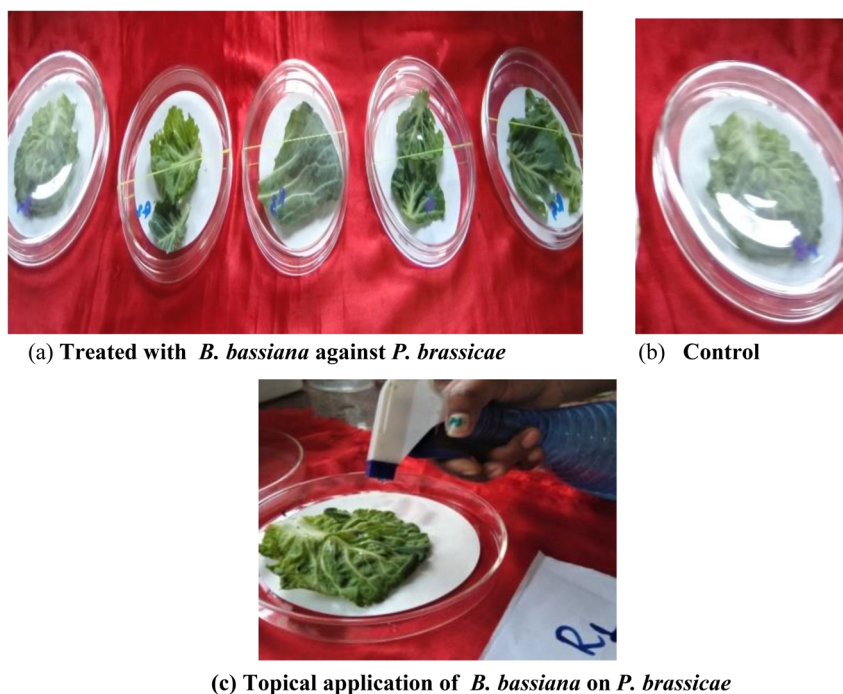 (a) Treated with B. bassiana against P. brassicae
(b) Control
(c) Topical application of B. bassiana on P. brassicae